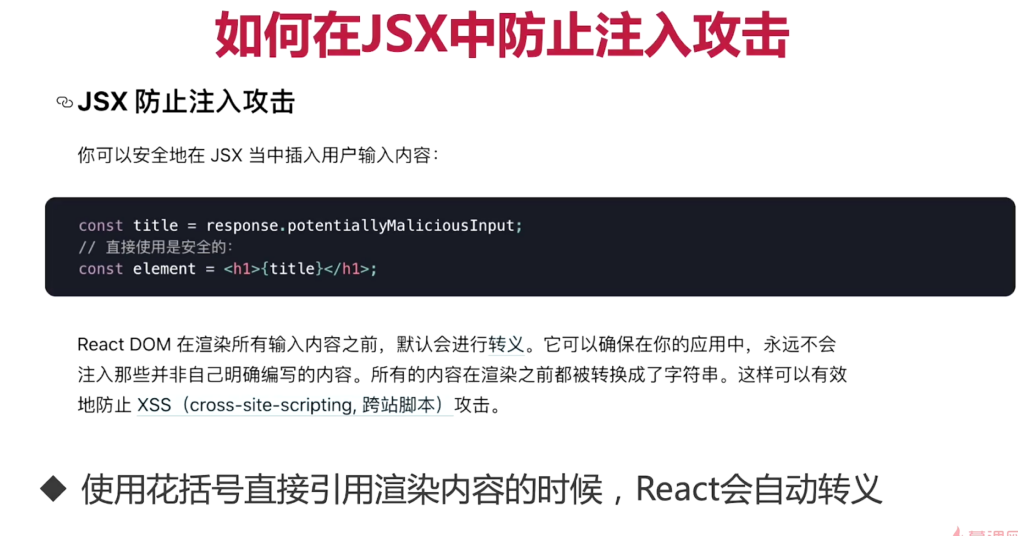 如何在JSX中防止注入攻击
JSX 防止注入攻击
你可以安全地在 JSX 当中插入用户输入内容：
const title = response.potentiallyMaliciousInput;
// 直接使用是安全的：
const element = <h1>{title}</h1>;
React DOM 在渲染所有输入内容之前，默认会进行转义。它可以确保在你的应用中，永远不会
注入那些并非自己明确编写的内容。所有的内容在渲染之前都被转换成了字符串。这样可以有效
地防止 XSS（cross-site-scripting, 跨站脚本）攻击。
◆ 使用花括号直接引用渲染内容的时候，React会自动转义